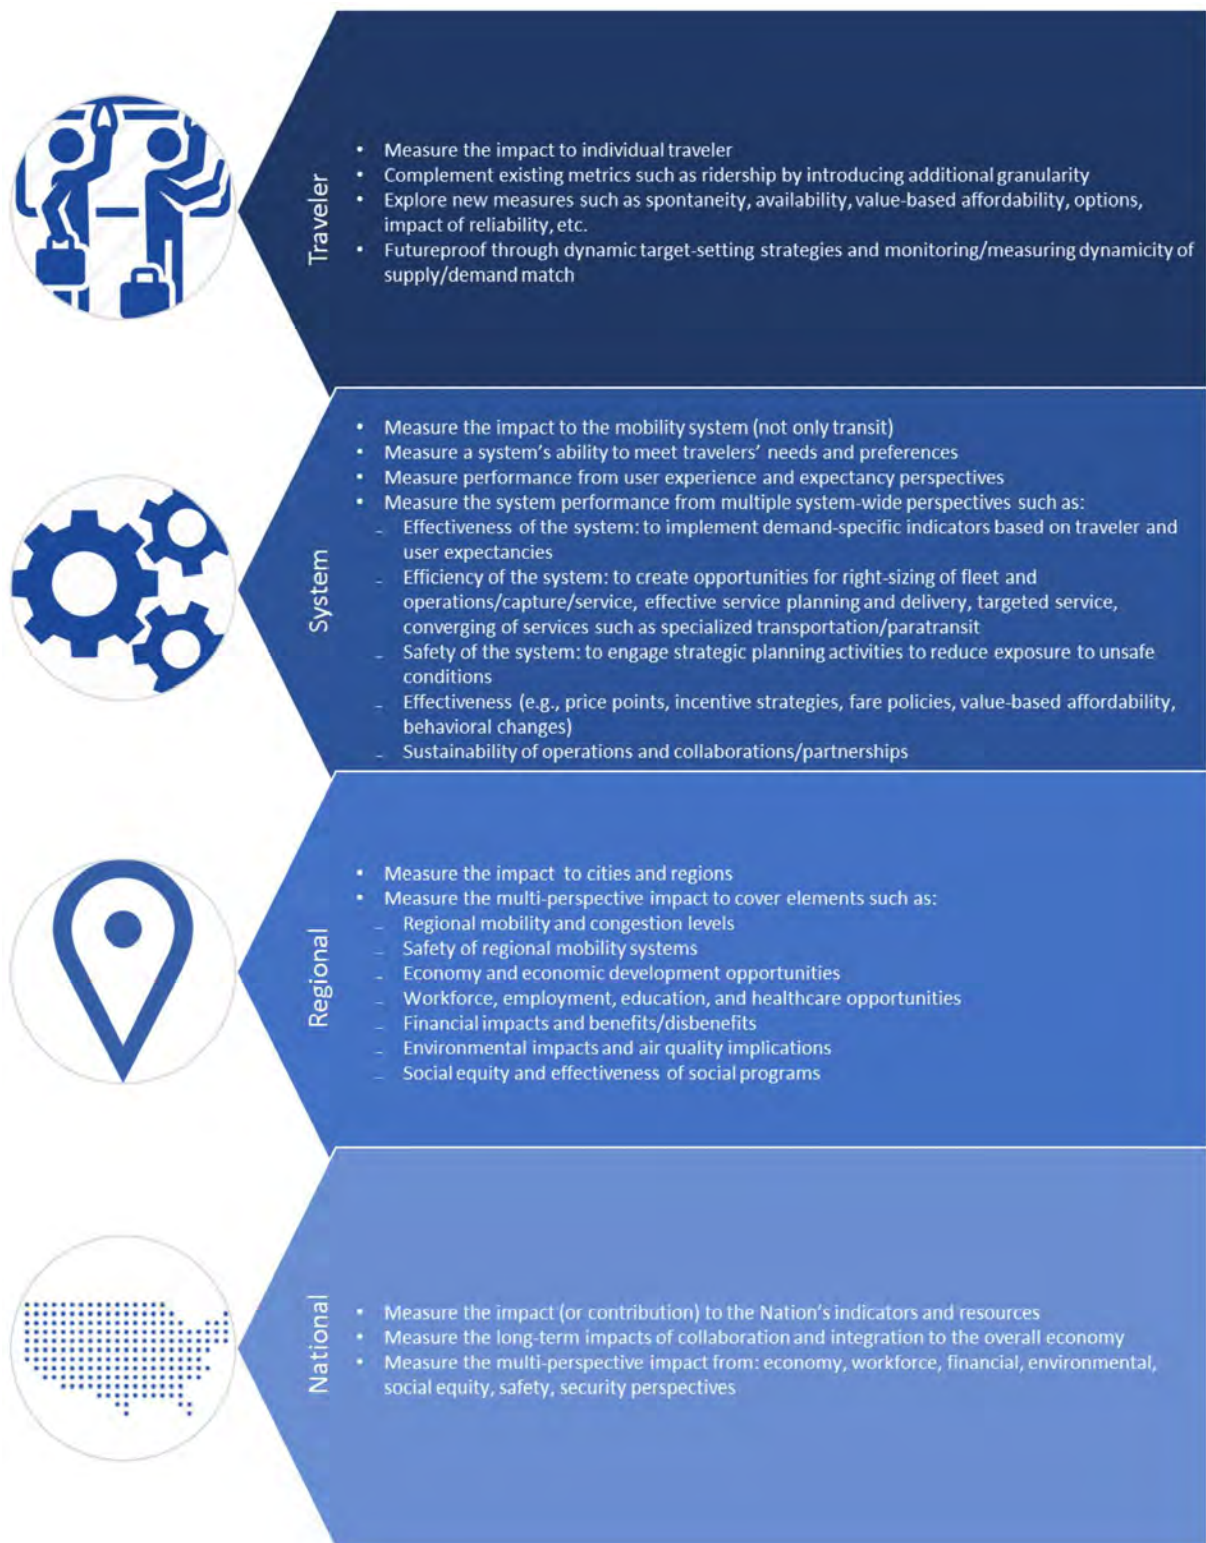 Traveler
• Measure the impact to individual traveler
• Complement existing metrics such as ridership by introducing additional granularity
• Explore new measures such as spontaneity, availability, value-based affordability, options,
impact of reliability, etc.
• Futureproof through dynamic target-setting strategies and monitoring/measuring dynamicity of
supply/demand match
System
• Measure the impact to the mobility system (not only transit)
• Measure a system's ability to meet travelers' needs and preferences
• Measure performance from user experience and expectancy perspectives
• Measure the system performance from multiple system-wide perspectives such as:
– Effectiveness of the system: to implement demand-specific indicators based on traveler and
user expectancies
– Efficiency of the system: to create opportunities for right-sizing of fleet and
operations/capture/service, effective service planning and delivery, targeted service,
converging of services such as specialized transportation/paratransit
– Safety of the system: to engage strategic planning activities to reduce exposure to unsafe
conditions
– Effectiveness (e.g., price points, incentive strategies, fare policies, value-based affordability,
behavioral changes)
– Sustainability of operations and collaborations/partnerships
Regional
• Measure the impact to cities and regions
• Measure the multi-perspective impact to cover elements such as:
– Regional mobility and congestion levels
– Safety of regional mobility systems
– Economy and economic development opportunities
– Workforce, employment, education, and healthcare opportunities
– Financial impacts and benefits/disbenefits
– Environmental impacts and air quality implications
– Social equity and effectiveness of social programs
National
• Measure the impact (or contribution) to the Nation's indicators and resources
• Measure the long-term impacts of collaboration and integration to the overall economy
• Measure the multi-perspective impact from: economy, workforce, financial, environmental,
social equity, safety, security perspectives